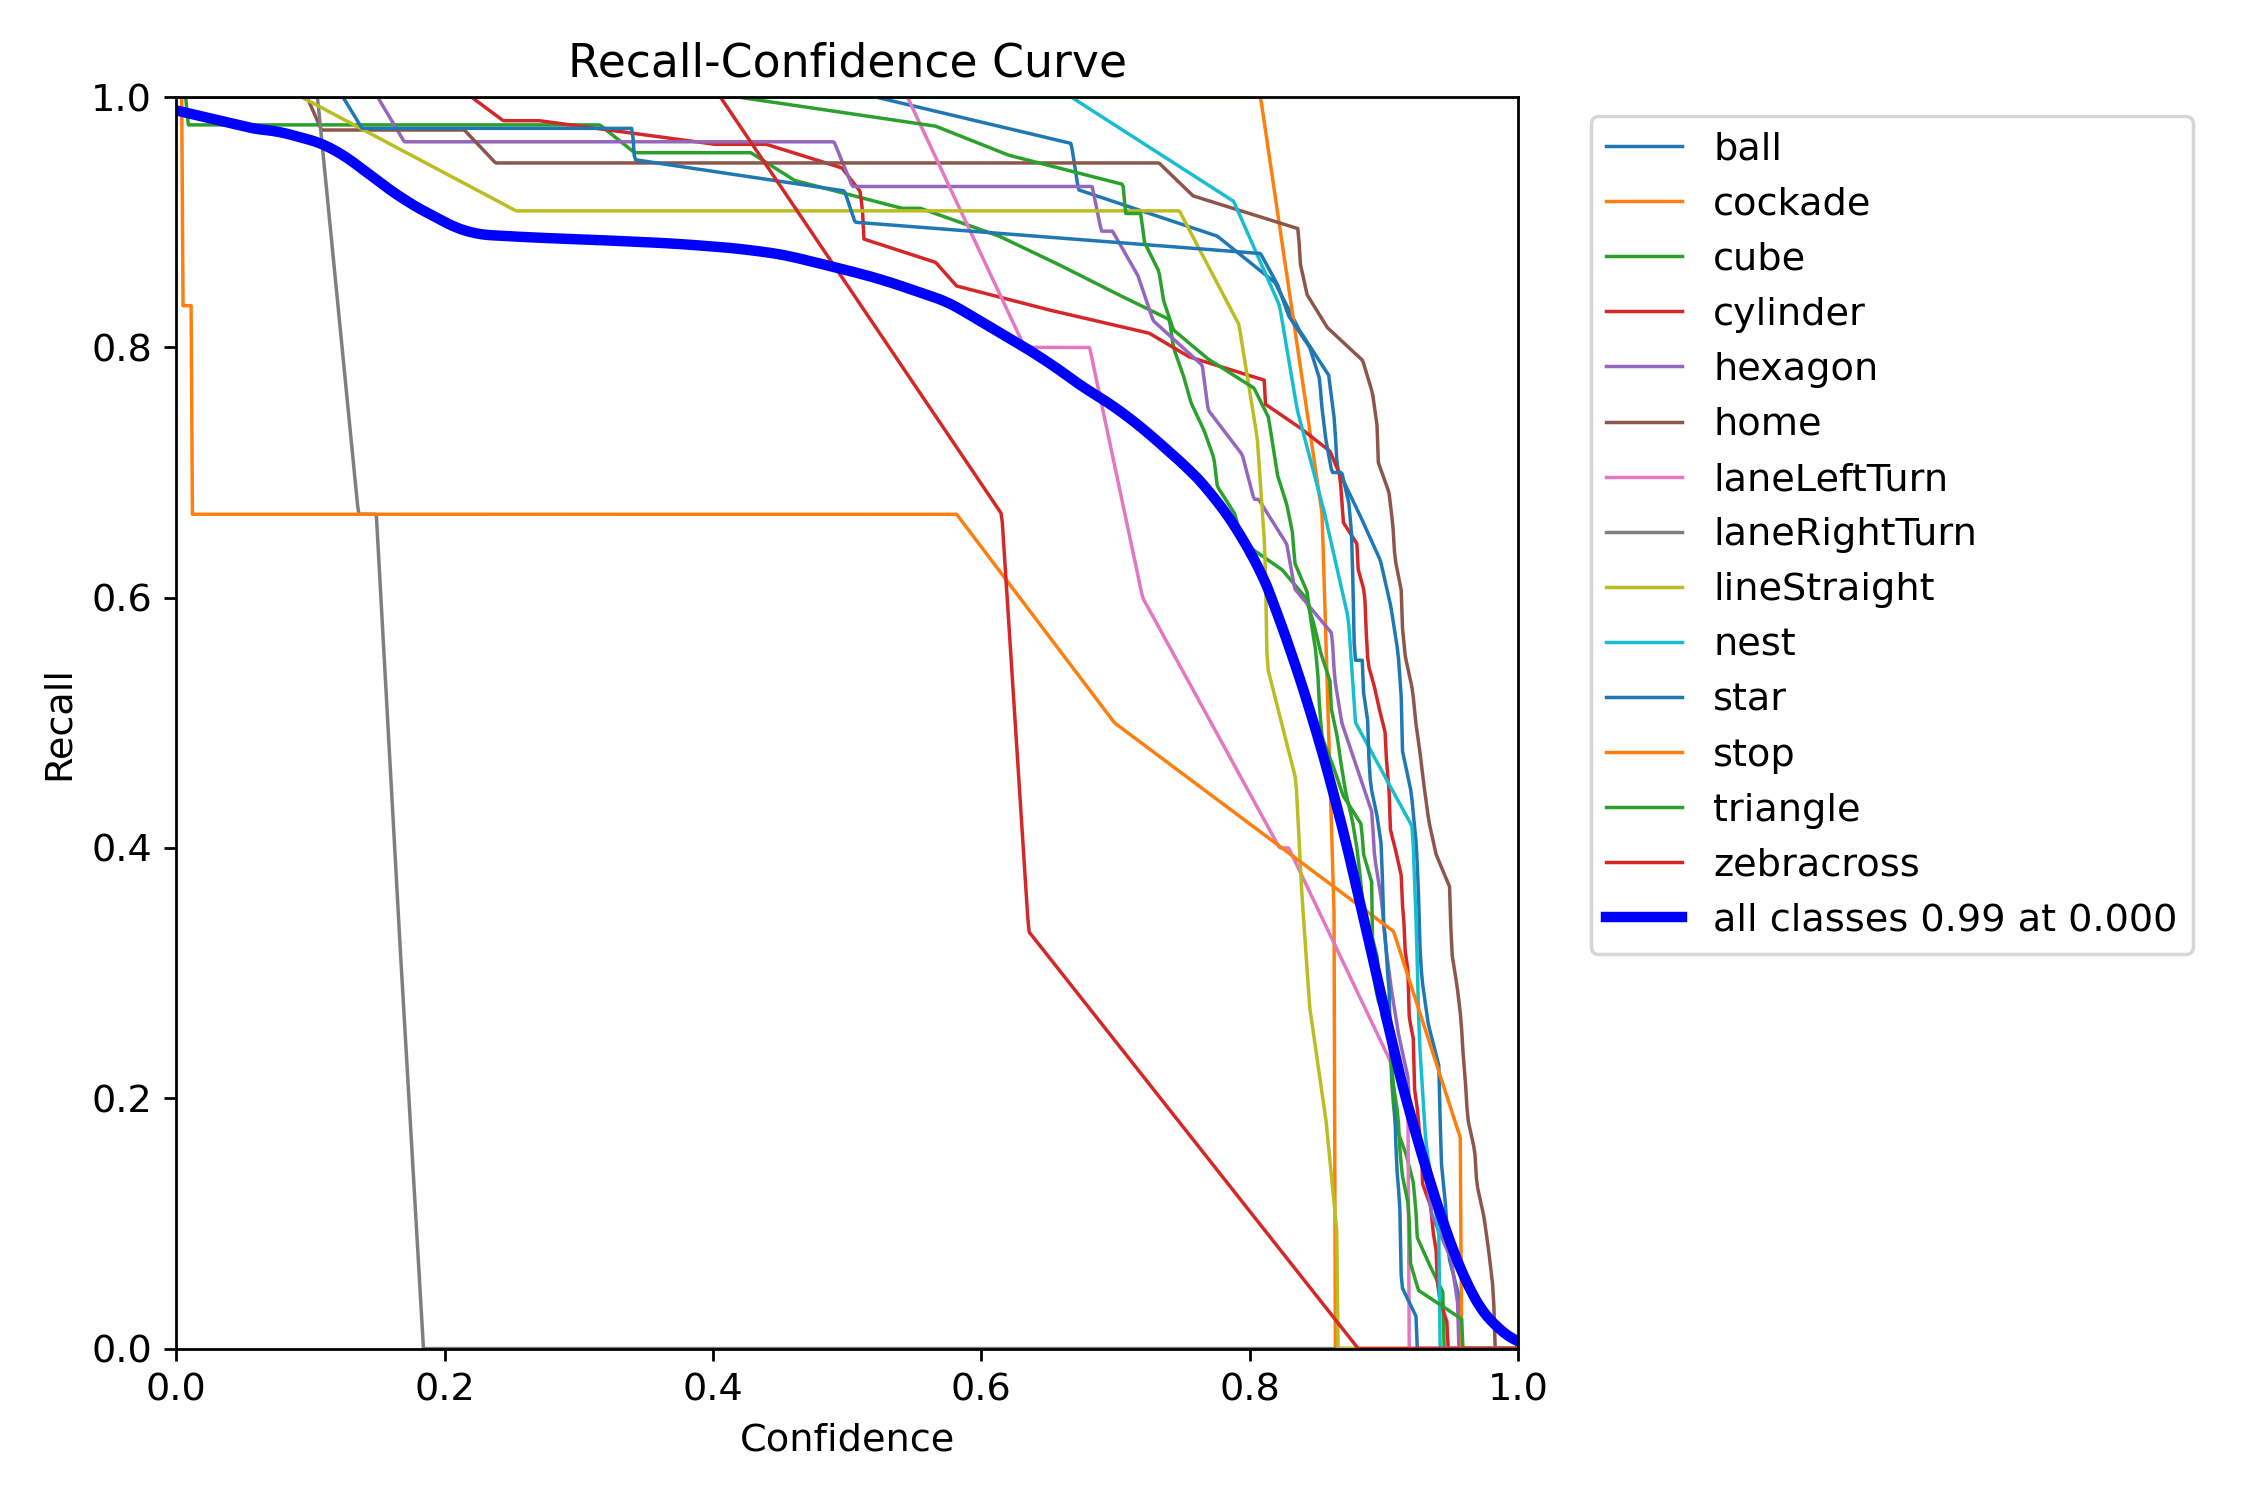 Recall-Confidence Curve
1.0
0.8
0.6
0.4
0.2
0.0
Recall
0.0 0.2 0.4 0.6 0.8 1.0
Confidence
ball
cockade
cube
cylinder
hexagon
home
laneLeftTurn
laneRightTurn
lineStraight
nest
star
stop
triangle
zebracross
all classes 0.99 at 0.000